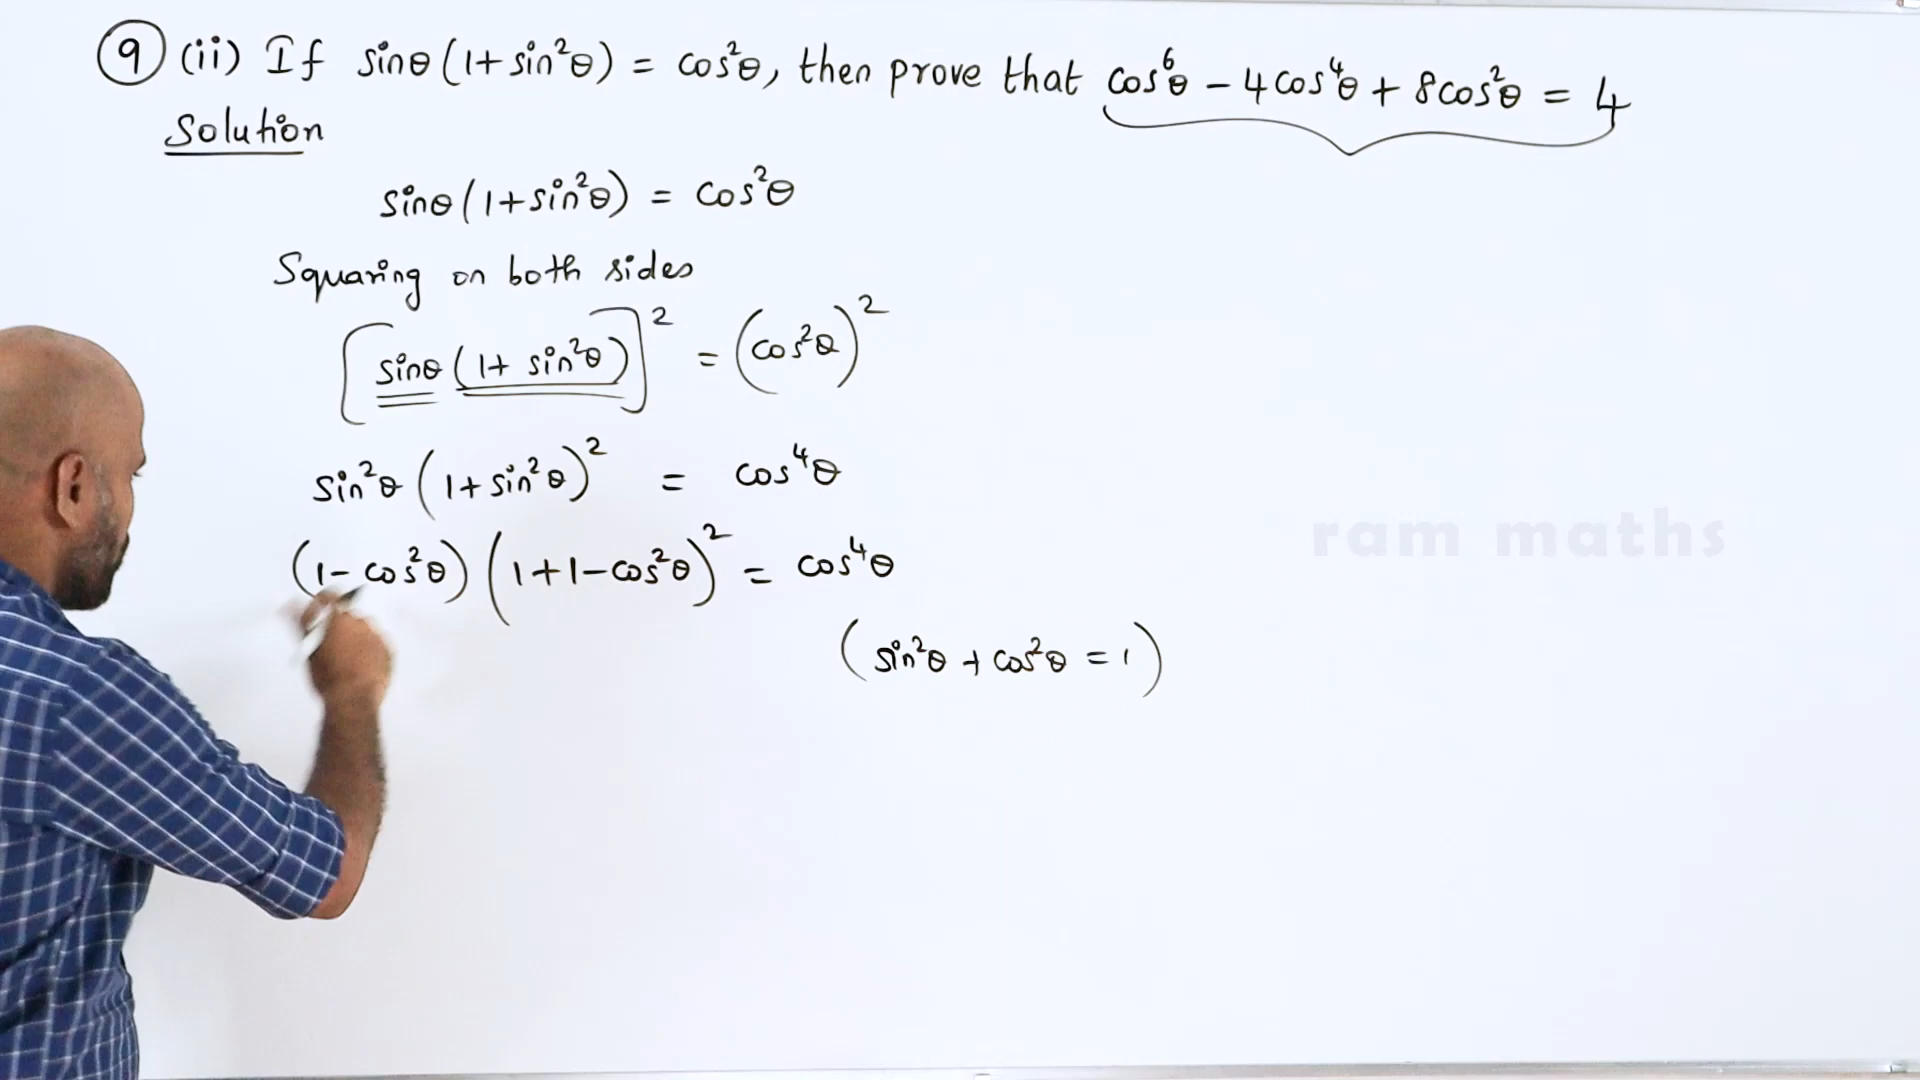 9 (ii) If sinθ(1+sin²θ) = cos²θ, then prove that cos⁶θ − 4cos⁴θ + 8cos²θ = 4
Solution
sinθ(1+sin²θ) = cos²θ
Squaring on both sides
[sinθ(1+ sin²θ)]² = (cos²θ)²
sin²θ(1+sin²θ)² = cos⁴θ
(1−cos²θ)(1+1−cos²θ)² = cos⁴θ
(sin²θ + cos²θ = 1)
ram maths